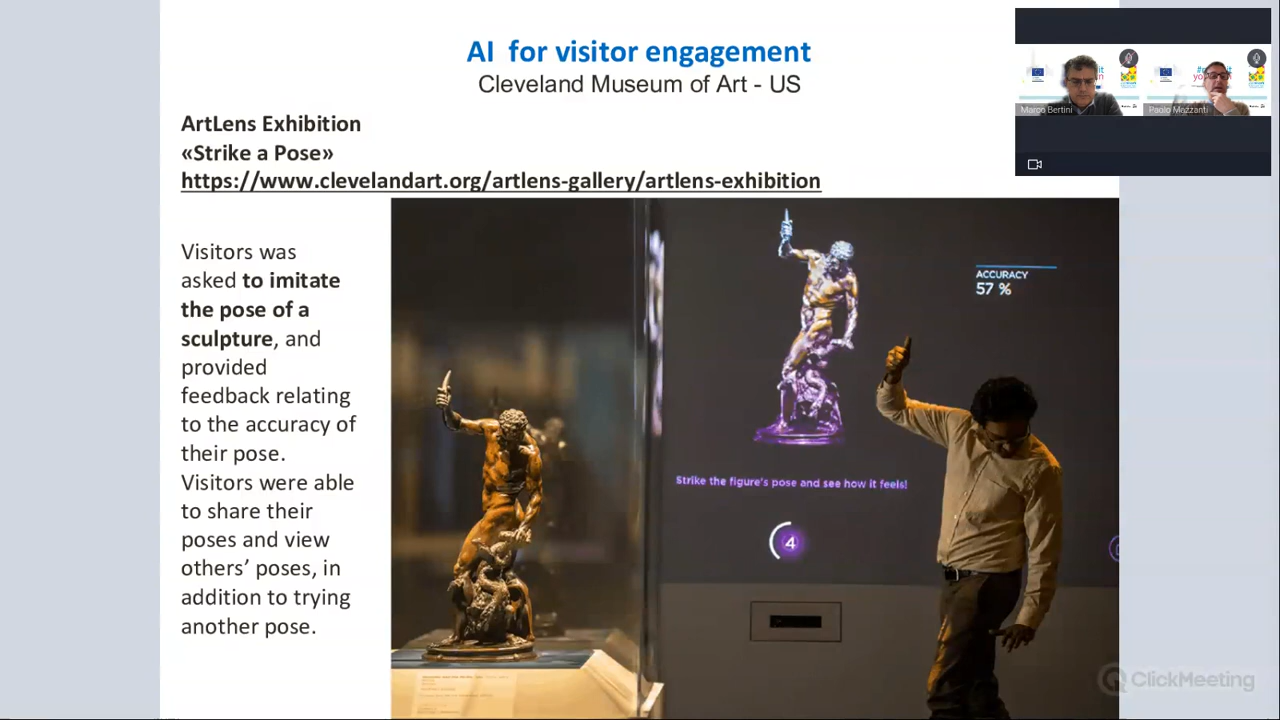 AI for visitor engagement
Cleveland Museum of Art - US
ArtLens Exhibition
«Strike a Pose»
https://www.clevelandart.org/artlens-gallery/artlens-exhibition
Visitors was
asked to imitate
the pose of a
sculpture, and
provided
feedback relating
to the accuracy of
their pose.
Visitors were able
to share their
poses and view
others’ poses, in
addition to trying
another pose.
ACCURACY
57 %
Strike the figure's pose and see how it feels!
4
Marco Bertini
Paolo Mazzanti
ClickMeeting